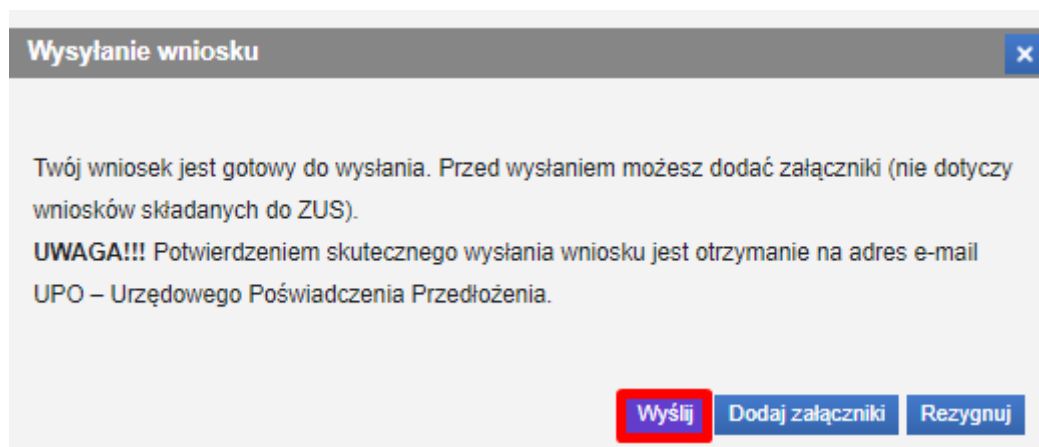 Wysyłanie wniosku
x
Twój wniosek jest gotowy do wysłania. Przed wysłaniem możesz dodać załączniki (nie dotyczy
wniosków składanych do ZUS).
UWAGA!!! Potwierdzeniem skutecznego wysłania wniosku jest otrzymanie na adres e-mail
UPO – Urzędowego Poświadczenia Przedłożenia.
Wyślij Dodaj załączniki Rezygnuj